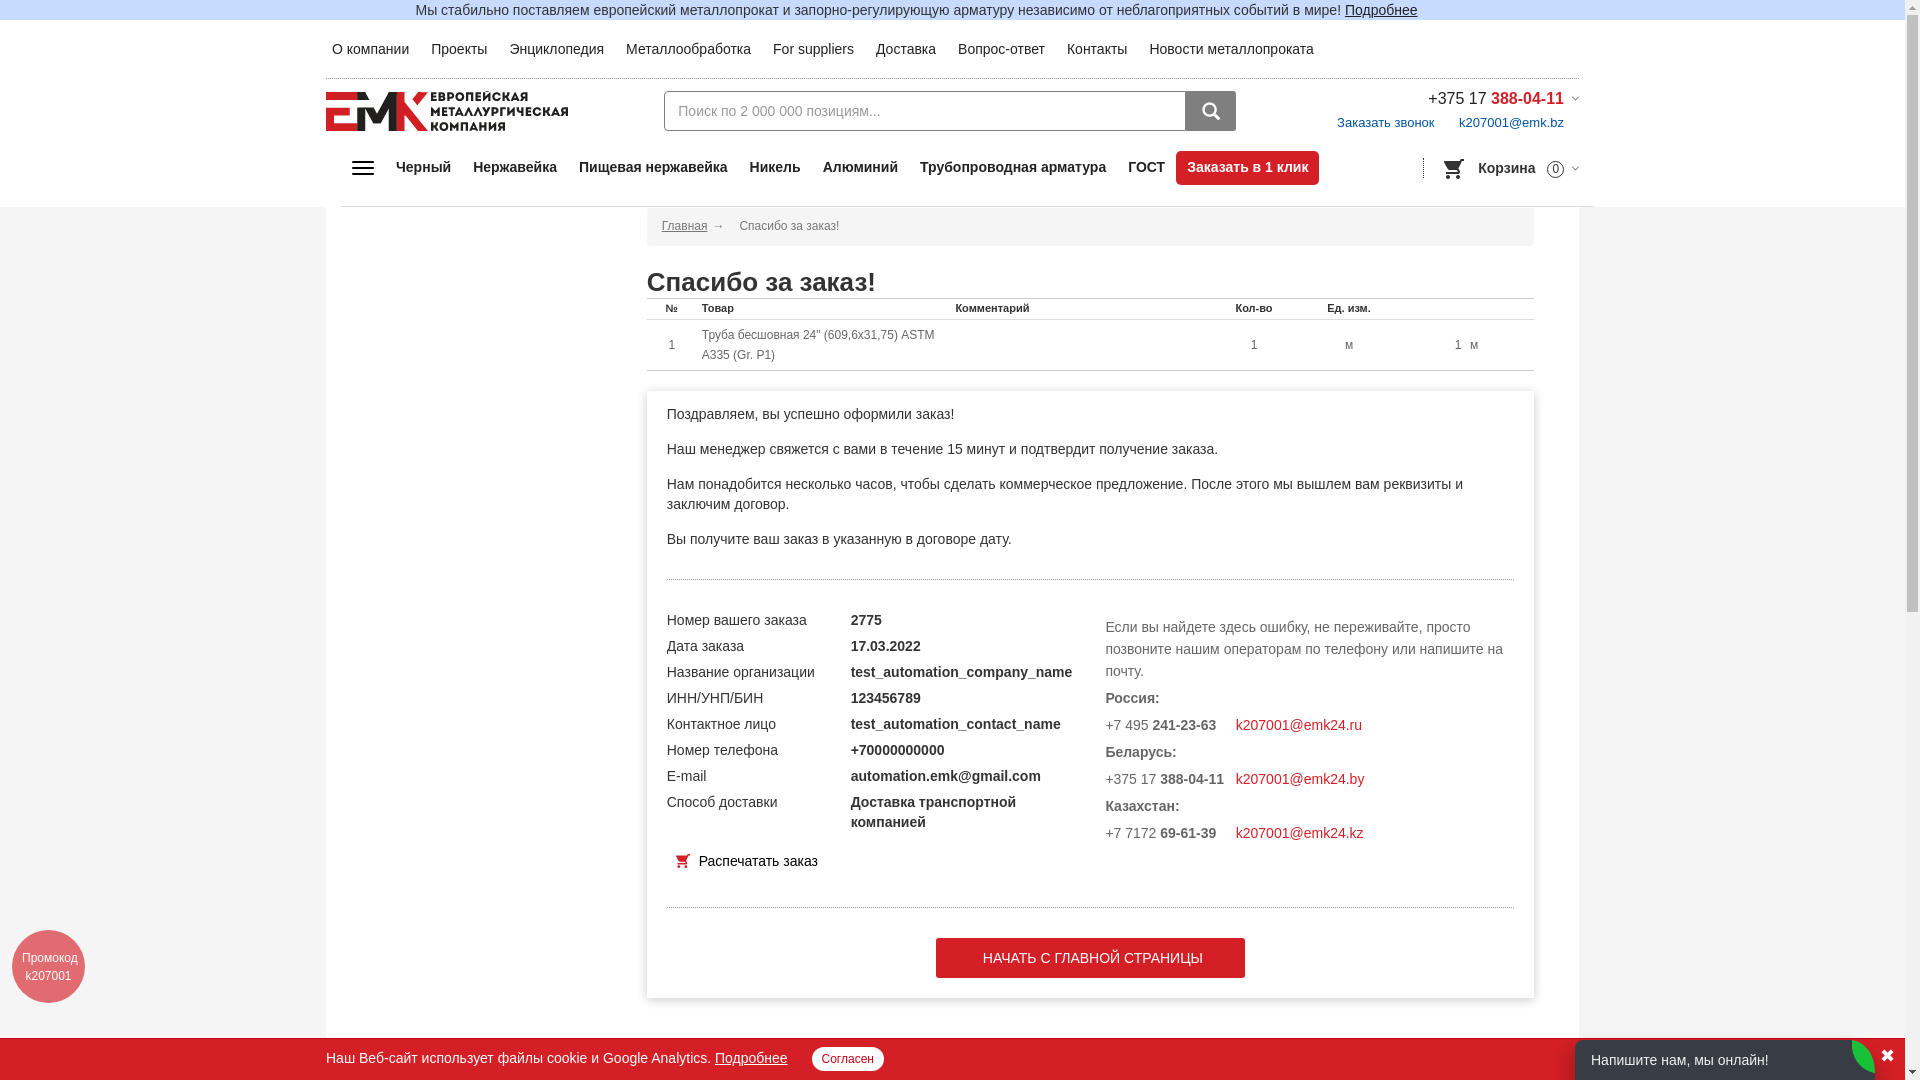 Мы стабильно поставляем европейский металлопрокат и запорно-регулирующую арматуру независимо от неблагоприятных событий в мире! Подробнее
О компании Проекты Энциклопедия Металлообработка For suppliers Доставка Вопрос-ответ Контакты Новости металлопроката
ЕМК ЕВРОПЕЙСКАЯ
МЕТАЛЛУРГИЧЕСКАЯ
КОМПАНИЯ
Поиск по 2 000 000 позициям...
+375 17 388-04-11
Заказать звонок k207001@emk.bz
Черный Нержавейка Пищевая нержавейка Никель Алюминий Трубопроводная арматура ГОСТ Заказать в 1 клик
Корзина 0
Главная → Спасибо за заказ!
Спасибо за заказ!
№ Товар Комментарий Кол-во Ед. изм.
1 Труба бесшовная 24" (609,6x31,75) ASTM
A335 (Gr. P1) 1 м 1 м
Поздравляем, вы успешно оформили заказ!
Наш менеджер свяжется с вами в течение 15 минут и подтвердит получение заказа.
Нам понадобится несколько часов, чтобы сделать коммерческое предложение. После этого мы вышлем вам реквизиты и
заключим договор.
Вы получите ваш заказ в указанную в договоре дату.
Номер вашего заказа 2775
Дата заказа 17.03.2022
Название организации test_automation_company_name
ИНН/УНП/БИН 123456789
Контактное лицо test_automation_contact_name
Номер телефона +70000000000
E-mail automation.emk@gmail.com
Способ доставки Доставка транспортной
компанией
Распечатать заказ
Если вы найдете здесь ошибку, не переживайте, просто
позвоните нашим операторам по телефону или напишите на
почту.
Россия:
+7 495 241-23-63 k207001@emk24.ru
Беларусь:
+375 17 388-04-11 k207001@emk24.by
Казахстан:
+7 7172 69-61-39 k207001@emk24.kz
НАЧАТЬ С ГЛАВНОЙ СТРАНИЦЫ
Промокод
k207001
Наш Веб-сайт использует файлы cookie и Google Analytics. Подробнее Согласен
Напишите нам, мы онлайн!